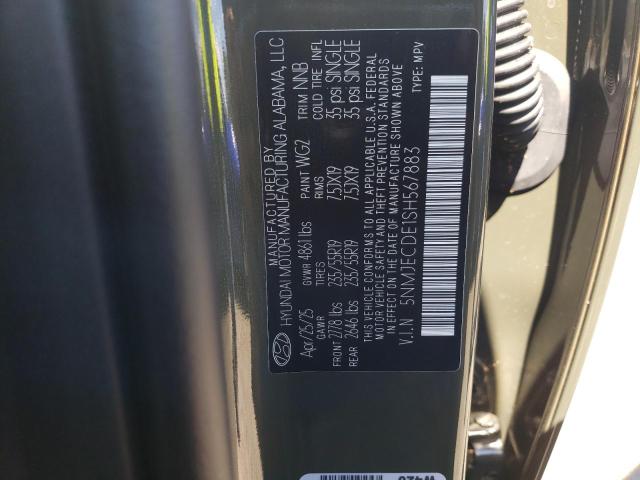 MANUFACTURED BY
HYUNDAI MOTOR MANUFACTURING ALABAMA, LLC
Apr/25/25 GVWR 4861 lbs PAINT WG2 TRIM NNB
GAWR TIRES RIMS COLD TIRE INFL
FRONT 2778 lbs 235/55R19 7.5JX19 35 psi SINGLE
REAR 2646 lbs 235/55R19 7.5JX19 35 psi SINGLE
THIS VEHICLE CONFORMS TO ALL APPLICABLE U.S.A. FEDERAL
MOTOR VEHICLE SAFETY AND THEFT PREVENTION STANDARDS
IN EFFECT ON THE DATE OF MANUFACTURE SHOWN ABOVE
V.I.N 5NMJECDE1SH567883 TYPE: MPV